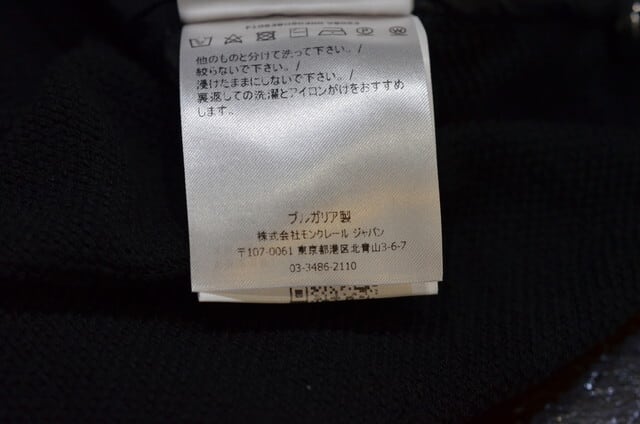 他のものと分けて洗って下さい。/
絞らないで下さい。/
浸けたままにしないで下さい。/
裏返しての洗濯とアイロンがけをおすすめ
します。
ブルガリア製
株式会社モンクレール ジャパン
〒107-0061 東京都港区北青山3-6-7
03-3486-2110